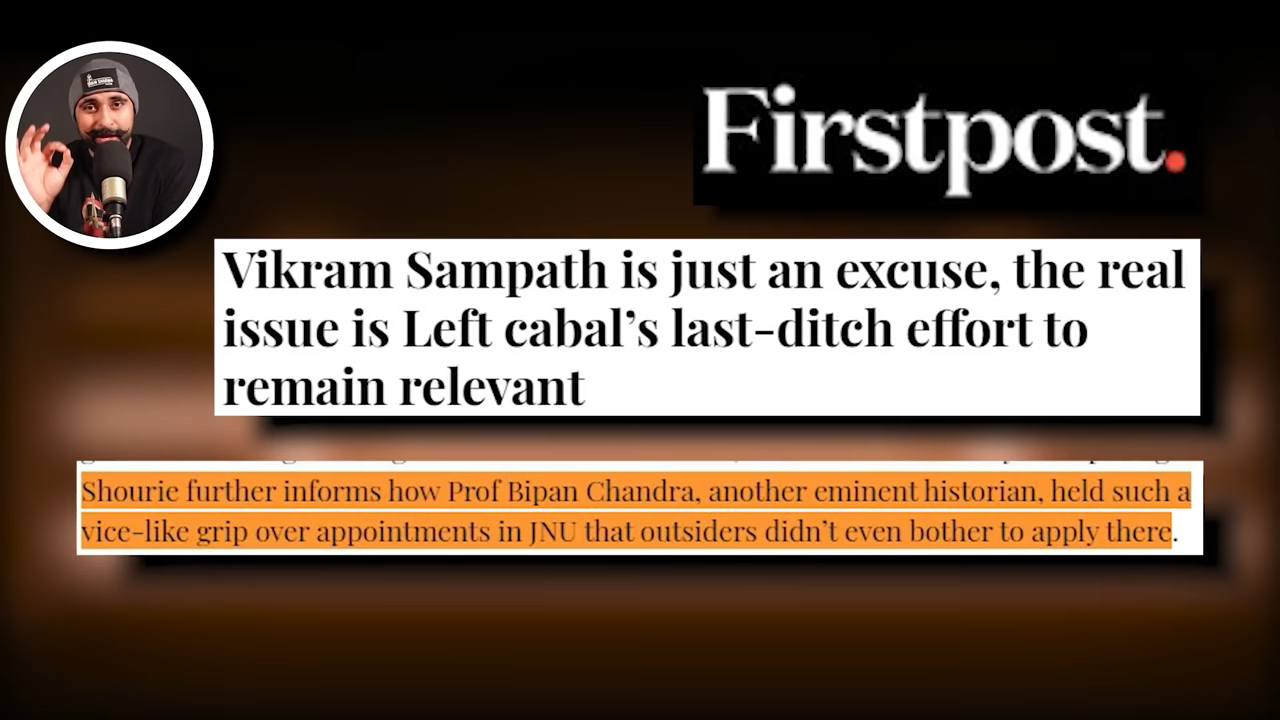 Firstpost.
Vikram Sampath is just an excuse, the real
issue is Left cabal’s last-ditch effort to
remain relevant
Shourie further informs how Prof Bipan Chandra, another eminent historian, held such a
vice-like grip over appointments in JNU that outsiders didn’t even bother to apply there.